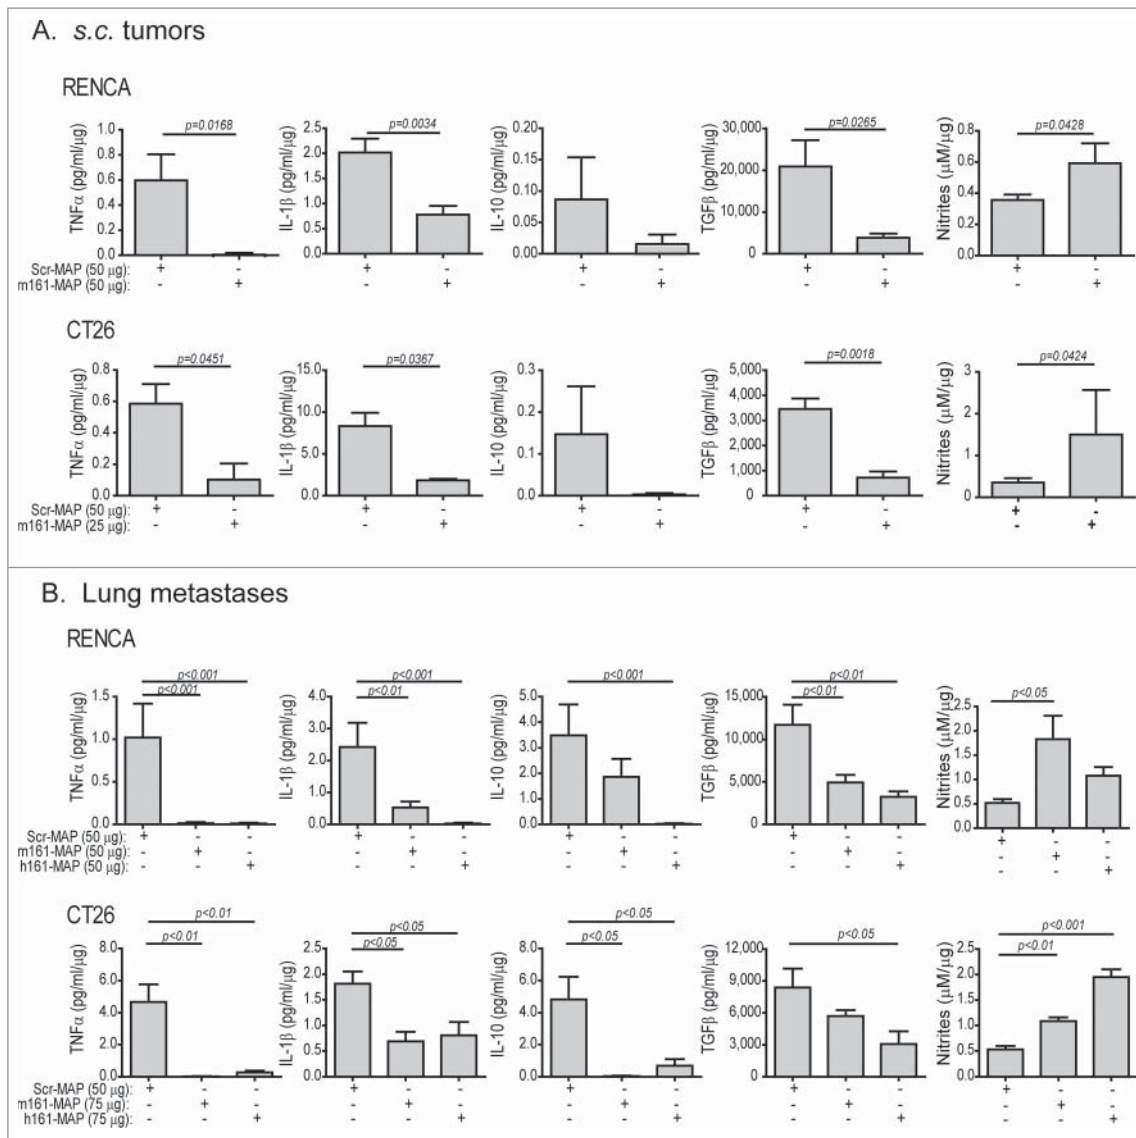 A. s.c. tumors
RENCA
p=0.0168
p=0.0034
p=0.0265
p=0.0428
TNFα (pg/ml/μg)
1.0
0.8
0.6
0.4
0.2
0.0
IL-1β (pg/ml/μg)
2.5
2.0
1.5
1.0
0.5
0.0
IL-10 (pg/ml/μg)
0.20
0.15
0.10
0.05
0.00
TGFβ (pg/ml/μg)
30,000
20,000
10,000
0
Nitrites (μM/μg)
0.8
0.6
0.4
0.2
0.0
Scr-MAP (50 μg): + - + - + - + - + -
m161-MAP (50 μg): - + - + - + - + - +
CT26
p=0.0451
p=0.0367
p=0.0018
p=0.0424
TNFα (pg/ml/μg)
0.8
0.6
0.4
0.2
0.0
IL-1β (pg/ml/μg)
15.0
10.0
5.0
0.0
IL-10 (pg/ml/μg)
0.3
0.2
0.1
0.0
TGFβ (pg/ml/μg)
5,000
4,000
3,000
2,000
1,000
0
Nitrites (μM/μg)
3
2
1
0
Scr-MAP (50 μg): + - + - + - + - + -
m161-MAP (25 μg): - + - + - + - + - +
B. Lung metastases
RENCA
p<0.001
p<0.001
p<0.001
p<0.01
p<0.001
p<0.01
p<0.01
p<0.05
TNFα (pg/ml/μg)
1.5
1.0
0.5
0.0
IL-1β (pg/ml/μg)
4.0
3.0
2.0
1.0
0.0
IL-10 (pg/ml/μg)
5.0
4.0
3.0
2.0
1.0
0.0
TGFβ (pg/ml/μg)
15,000
10,000
5,000
0
Nitrites (μM/μg)
2.5
2.0
1.5
1.0
0.5
0.0
Scr-MAP (50 μg): + - - + - - + - - + - - + - -
m161-MAP (50 μg): - + - - + - - + - - + - - + -
h161-MAP (50 μg): - - + - - + - - + - - + - - +
CT26
p<0.01
p<0.01
p<0.05
p<0.05
p<0.05
p<0.05
p<0.05
p<0.001
p<0.01
TNFα (pg/ml/μg)
8.0
6.0
4.0
2.0
0.0
IL-1β (pg/ml/μg)
2.5
2.0
1.5
1.0
0.5
0.0
IL-10 (pg/ml/μg)
8.0
6.0
4.0
2.0
0.0
TGFβ (pg/ml/μg)
12,000
9,000
6,000
3,000
0
Nitrites (μM/μg)
2.5
2.0
1.5
1.0
0.5
0.0
Scr-MAP (50 μg): + - - + - - + - - + - - + - -
m161-MAP (75 μg): - + - - + - - + - - + - - + -
h161-MAP (75 μg): - - + - - + - - + - - + - - +